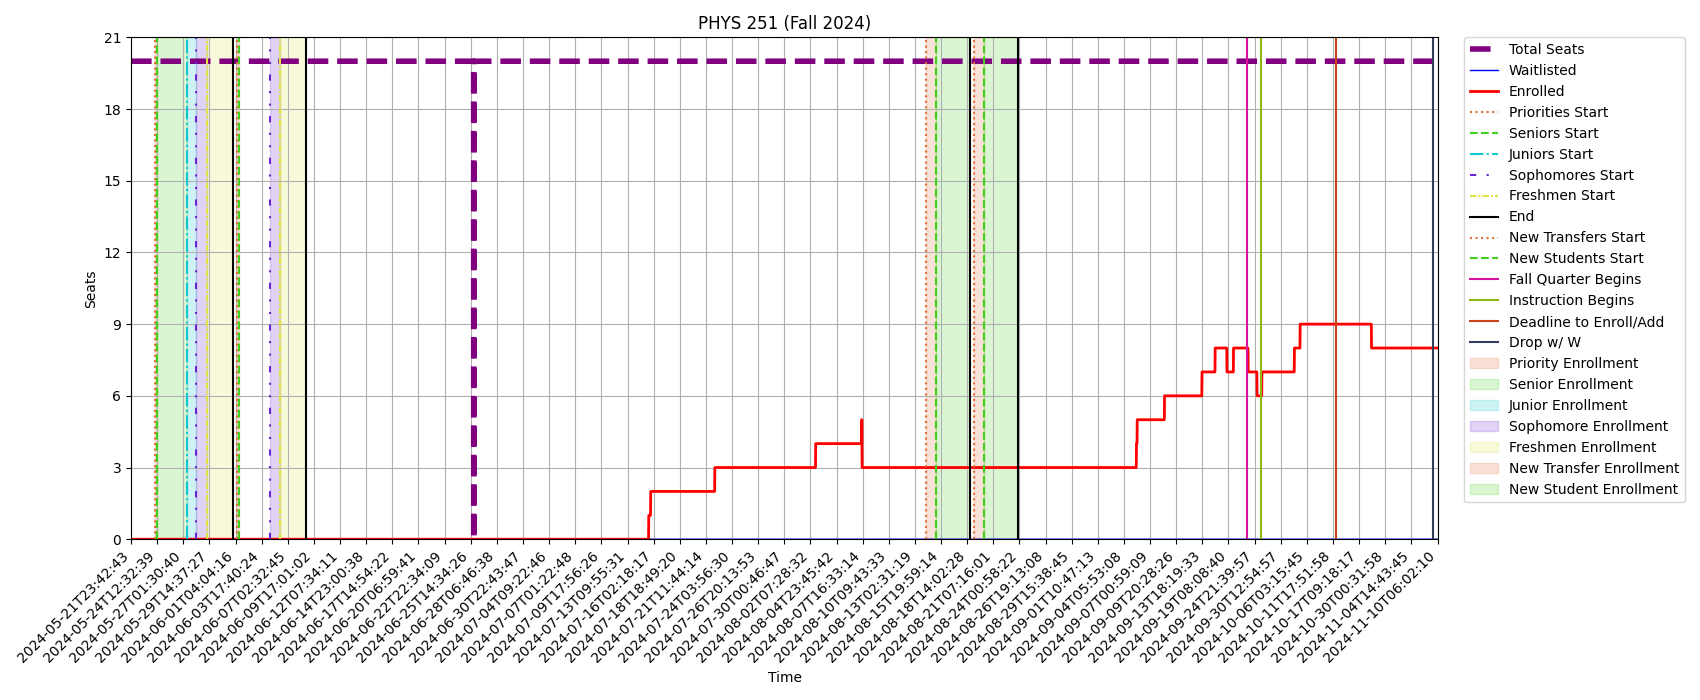 PHYS 251 (Fall 2024)
21
18
15
12
9
6
3
0
Seats
2024-05-21T23:42:43
2024-05-24T12:32:39
2024-05-27T01:30:40
2024-05-29T14:37:27
2024-06-01T04:04:16
2024-06-03T17:40:24
2024-06-07T02:32:45
2024-06-09T17:01:02
2024-06-12T07:34:11
2024-06-14T23:00:38
2024-06-17T14:54:22
2024-06-20T06:59:41
2024-06-22T22:34:09
2024-06-25T14:34:26
2024-06-28T06:46:38
2024-06-30T22:43:47
2024-07-04T09:22:46
2024-07-07T01:22:48
2024-07-09T17:56:26
2024-07-13T09:55:31
2024-07-16T02:18:17
2024-07-18T18:49:20
2024-07-21T11:44:14
2024-07-24T03:56:30
2024-07-26T20:13:53
2024-07-30T00:46:47
2024-08-02T07:28:32
2024-08-04T23:45:42
2024-08-07T16:33:14
2024-08-10T09:43:33
2024-08-13T02:31:19
2024-08-15T19:59:14
2024-08-18T14:02:28
2024-08-21T07:16:01
2024-08-24T00:58:22
2024-08-26T19:13:08
2024-08-29T15:38:45
2024-09-01T10:47:13
2024-09-04T05:53:08
2024-09-07T00:59:09
2024-09-09T20:28:26
2024-09-13T18:19:33
2024-09-19T08:08:40
2024-09-24T21:39:57
2024-09-30T12:54:57
2024-10-06T03:15:45
2024-10-11T17:51:58
2024-10-17T09:18:17
2024-10-30T00:31:58
2024-11-04T14:43:45
2024-11-10T06:02:10
Time
Total Seats
Waitlisted
Enrolled
Priorities Start
Seniors Start
Juniors Start
Sophomores Start
Freshmen Start
End
New Transfers Start
New Students Start
Fall Quarter Begins
Instruction Begins
Deadline to Enroll/Add
Drop w/ W
Priority Enrollment
Senior Enrollment
Junior Enrollment
Sophomore Enrollment
Freshmen Enrollment
New Transfer Enrollment
New Student Enrollment